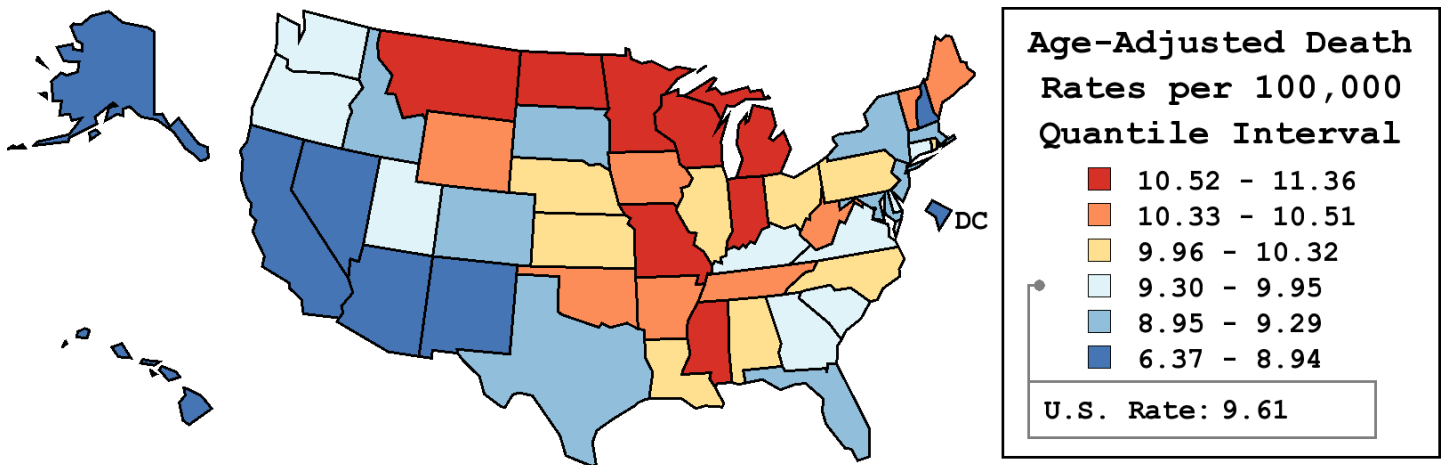 DC
Age-Adjusted Death
Rates per 100,000
Quantile Interval
10.52 - 11.36
10.33 - 10.51
9.96 - 10.32
9.30 - 9.95
8.95 - 9.29
6.37 - 8.94
U.S. Rate: 9.61